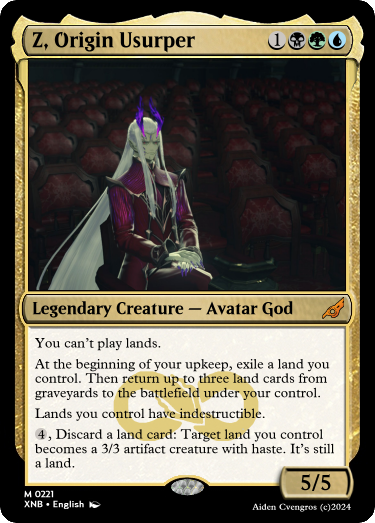 Z, Origin Usurper 1
Legendary Creature — Avatar God
You can't play lands.
At the beginning of your upkeep, exile a land you
control. Then return up to three land cards from
graveyards to the battlefield under your control.
Lands you control have indestructible.
4, Discard a land card: Target land you control
becomes a 3/3 artifact creature with haste. It's still
a land.
5/5
M 0221
XNB • English
Aiden Cvengros (c)2024